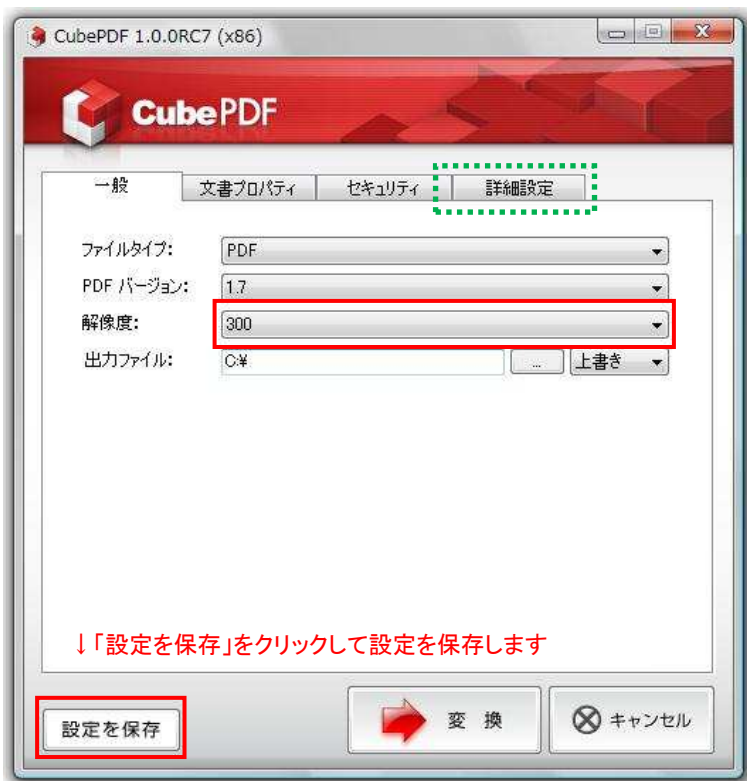 CubePDF 1.0.0RC7 (x86)
CubePDF
一般 文書プロパティ セキュリティ 詳細設定
ファイルタイプ: PDF
PDF バージョン: 1.7
解像度: 300
出力ファイル: C:¥ ... 上書き
↓「設定を保存」をクリックして設定を保存します
設定を保存 変 換 キャンセル